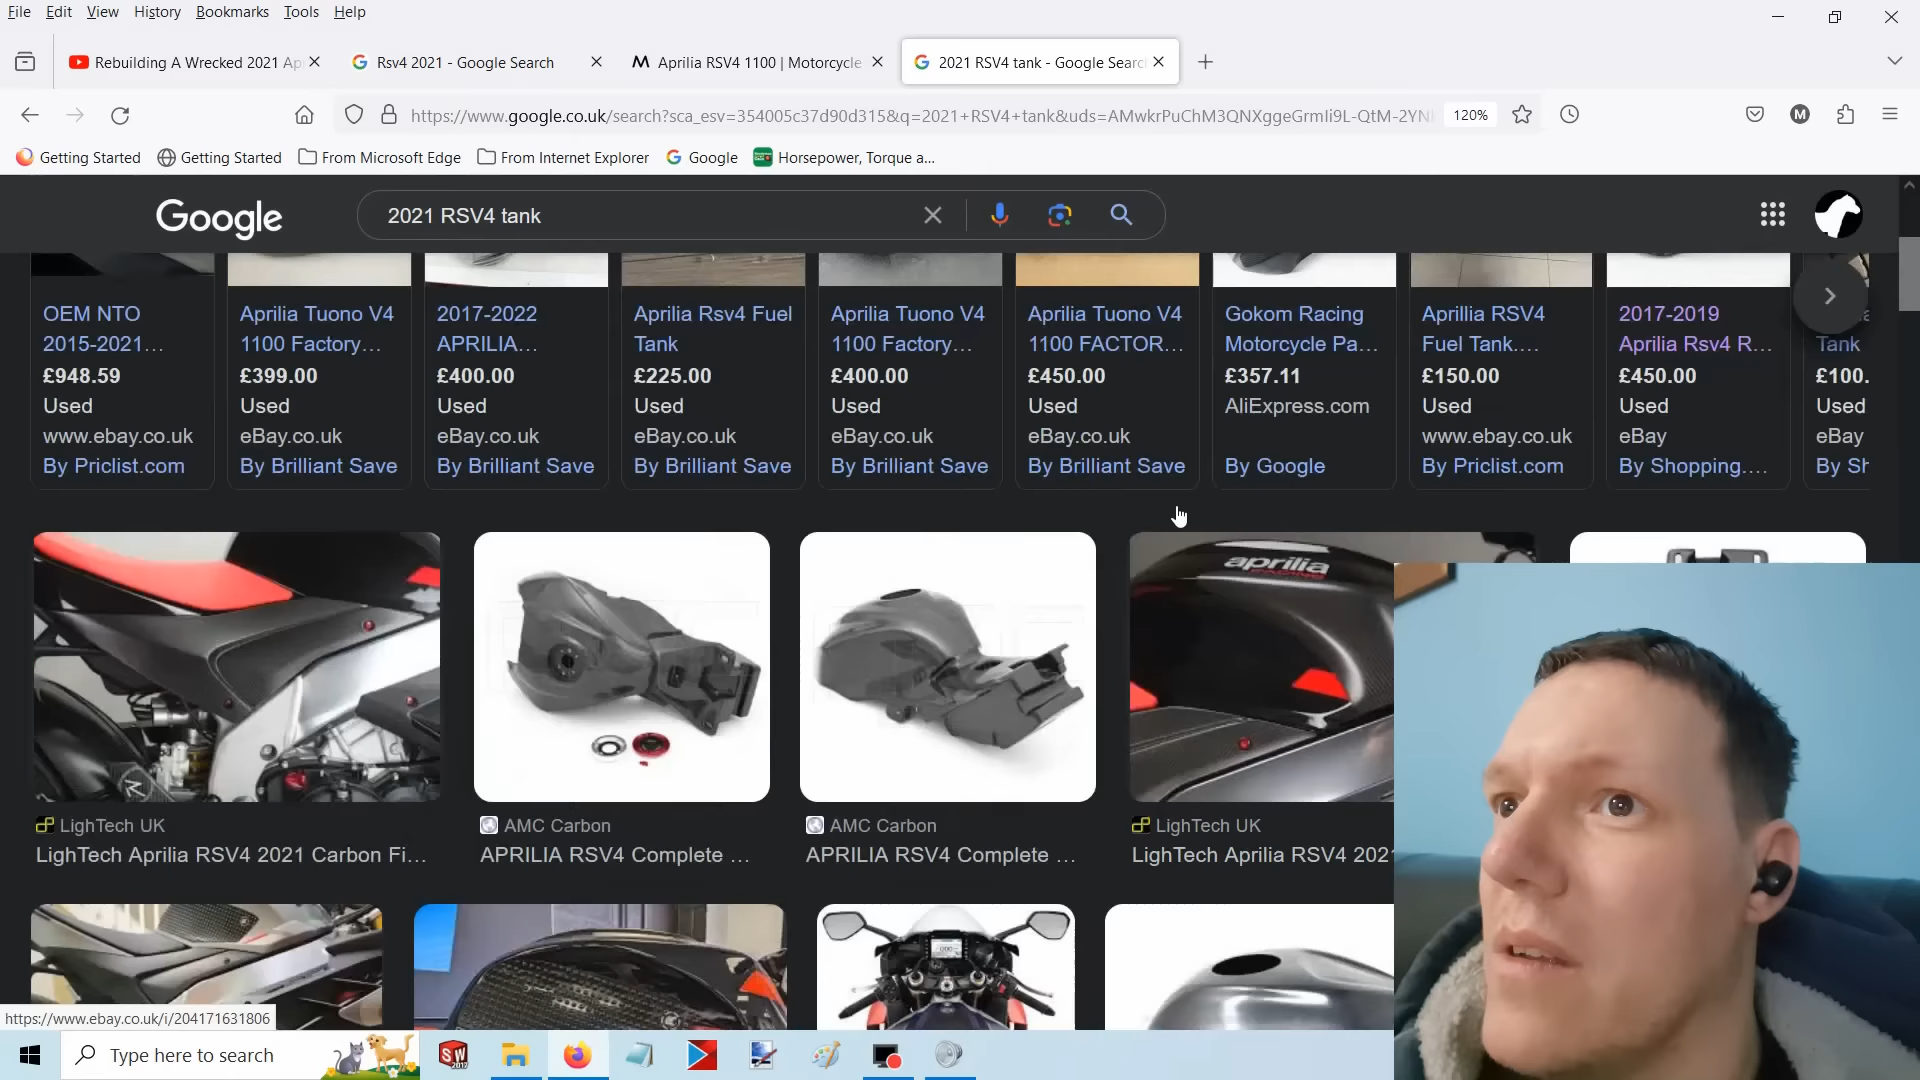 File Edit View History Bookmarks Tools Help
Rebuilding A Wrecked 2021 Ap
Rsv4 2021 - Google Search
Aprilia RSV4 1100 | Motorcycle
2021 RSV4 tank - Google Searc
https://www.google.co.uk/search?sca_esv=354005c37d90d315&q=2021+RSV4+tank&uds=AMwkrPuChM3QNXggeGrmIi9L-QtM-2YN
120%
M
Getting Started
Getting Started
From Microsoft Edge
From Internet Explorer
Google
Horsepower, Torque a...
Google
2021 RSV4 tank
OEM NTO
2015-2021...
£948.59
Used
www.ebay.co.uk
By Priclist.com
Aprilia Tuono V4
1100 Factory...
£399.00
Used
eBay.co.uk
By Brilliant Save
2017-2022
APRILIA...
£400.00
Used
eBay.co.uk
By Brilliant Save
Aprilia Rsv4 Fuel
Tank
£225.00
Used
eBay.co.uk
By Brilliant Save
Aprilia Tuono V4
1100 Factory...
£400.00
Used
eBay.co.uk
By Brilliant Save
Aprilia Tuono V4
1100 FACTOR...
£450.00
Used
eBay.co.uk
By Brilliant Save
Gokom Racing
Motorcycle Pa...
£357.11
AliExpress.com
By Google
Aprillia RSV4
Fuel Tank....
£150.00
Used
www.ebay.co.uk
By Priclist.com
2017-2019
Aprilia Rsv4 R...
£450.00
Used
eBay
By Shopping....
Tank
£100.
Used
eBay
By Sh
aprilia
RACING
LighTech UK
LighTech Aprilia RSV4 2021 Carbon Fi...
AMC Carbon
APRILIA RSV4 Complete ...
AMC Carbon
APRILIA RSV4 Complete ...
LighTech UK
LighTech Aprilia RSV4 2021
https://www.ebay.co.uk/i/204171631806
Type here to search
SW
2017